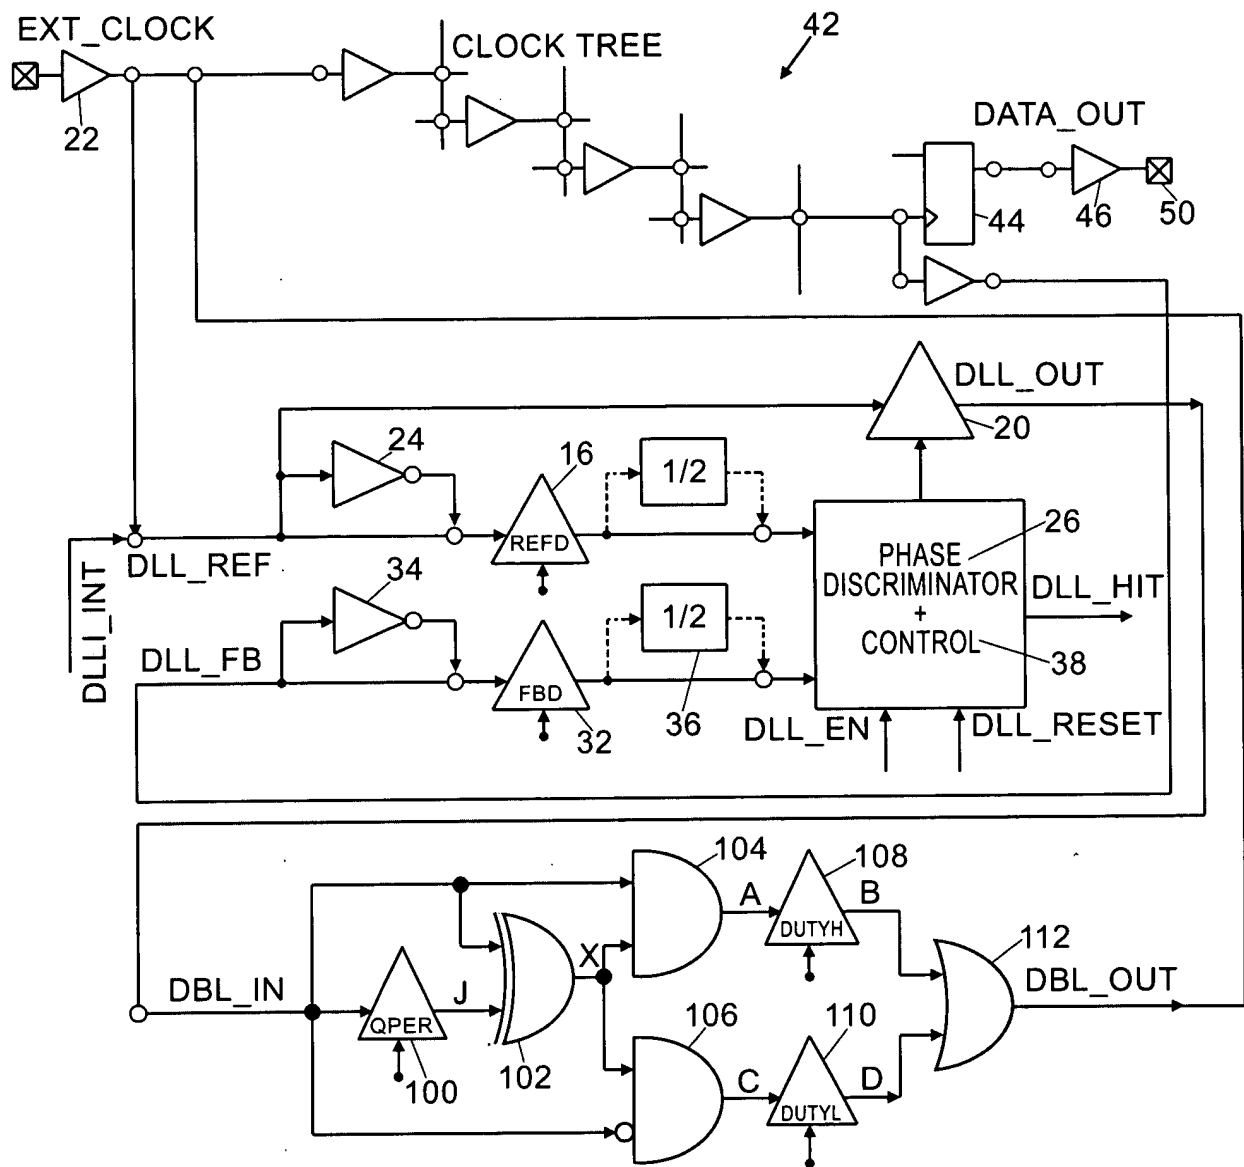 EXT_CLOCK
CLOCK TREE
42
22
DATA_OUT
44
46
50
DLL_OUT
20
24
16
1/2
REFD
DLL_REF
DLLI_INT
PHASE
DISCRIMINATOR
+
CONTROL
26
38
DLL_HIT
34
1/2
DLL_FB
FBD
32
36
DLL_EN
DLL_RESET
104
108
A
B
DUTYH
112
X
DBL_IN
J
DBL_OUT
QPER
106
110
100
102
C
D
DUTYL